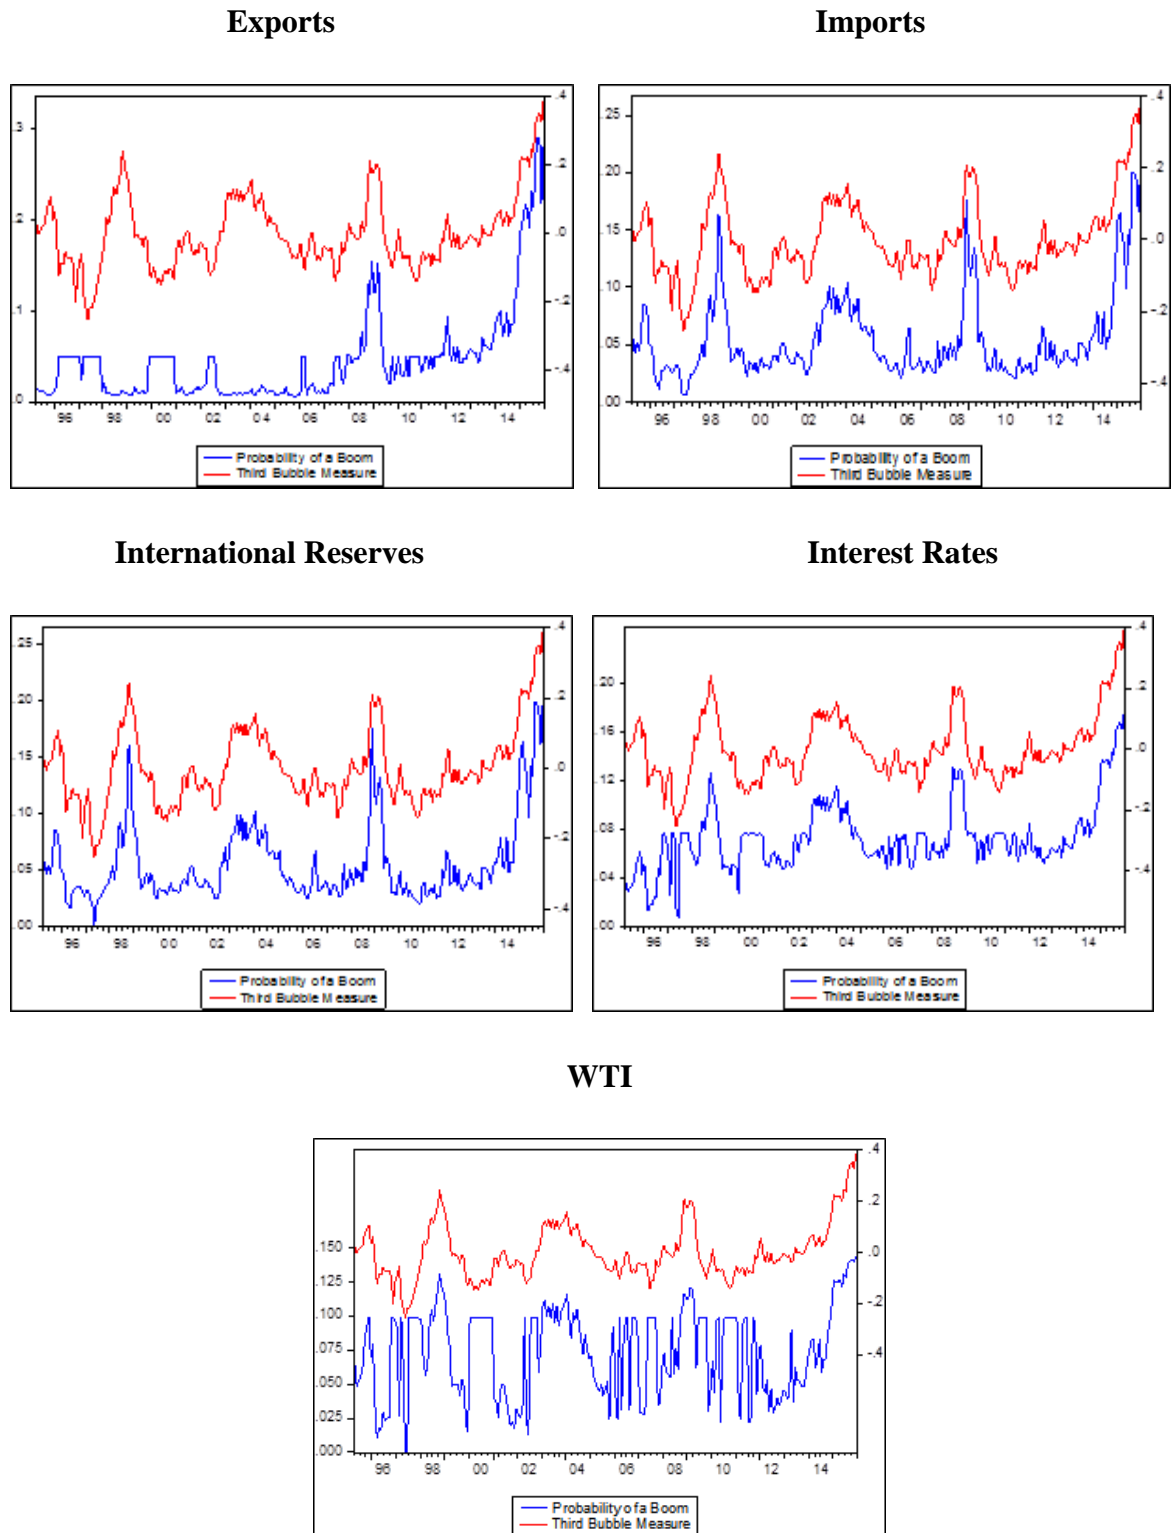 Exports
.3
.2
.1
.0
.4
.2
.0
-.2
-.4
96 98 00 02 04 06 08 10 12 14
Probability of a Boom
Third Bubble Measure
Imports
.25
.20
.15
.10
.05
.00
.4
.2
.0
-.2
-.4
96 98 00 02 04 06 08 10 12 14
Probability of a Boom
Third Bubble Measure
International Reserves
.25
.20
.15
.10
.05
.00
.4
.2
.0
-.2
-.4
96 98 00 02 04 06 08 10 12 14
Probability of a Boom
Third Bubble Measure
Interest Rates
.20
.16
.12
.08
.04
.00
.4
.2
.0
-.2
-.4
96 98 00 02 04 06 08 10 12 14
Probability of a Boom
Third Bubble Measure
WTI
.150
.125
.100
.075
.050
.025
.000
.4
.2
.0
-.2
-.4
96 98 00 02 04 06 08 10 12 14
Probability of a Boom
Third Bubble Measure